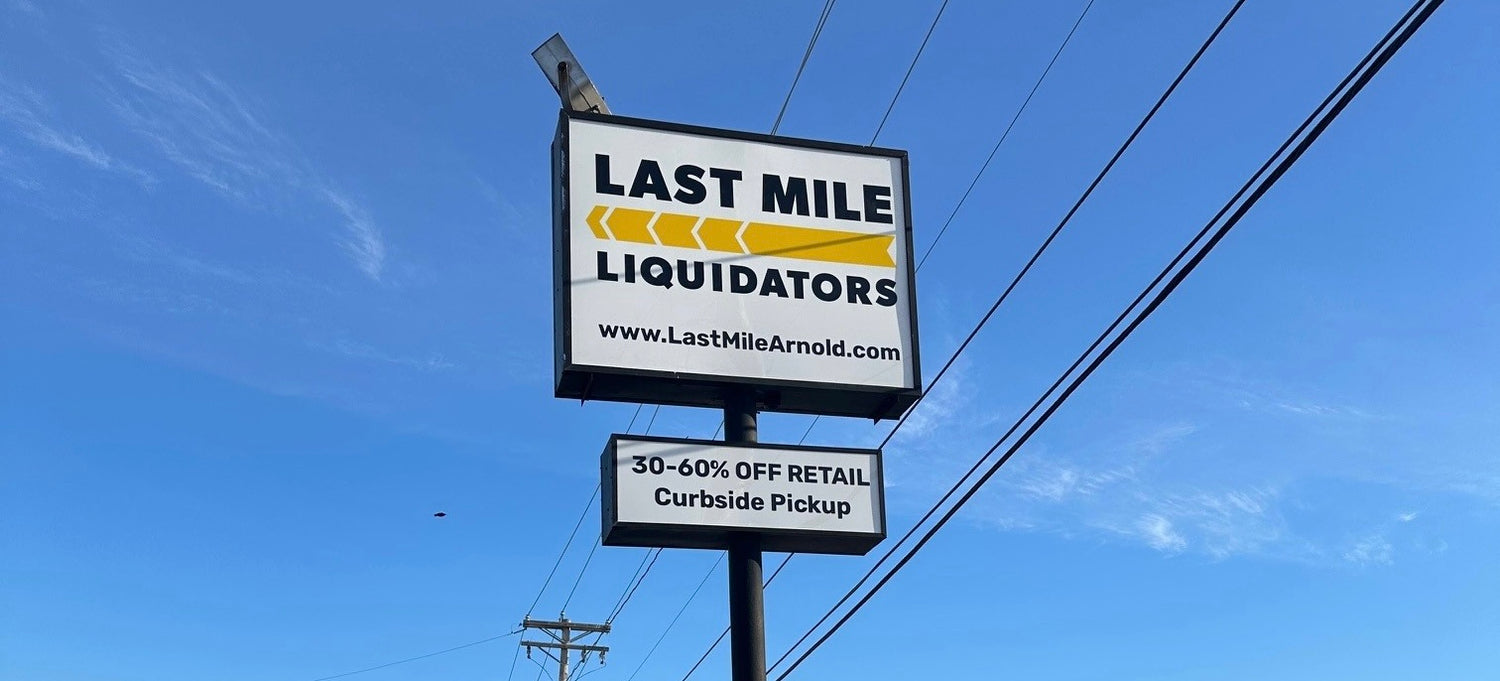 LAST MILE
LIQUIDATORS
www.LastMileArnold.com
30-60% OFF RETAIL
Curbside Pickup